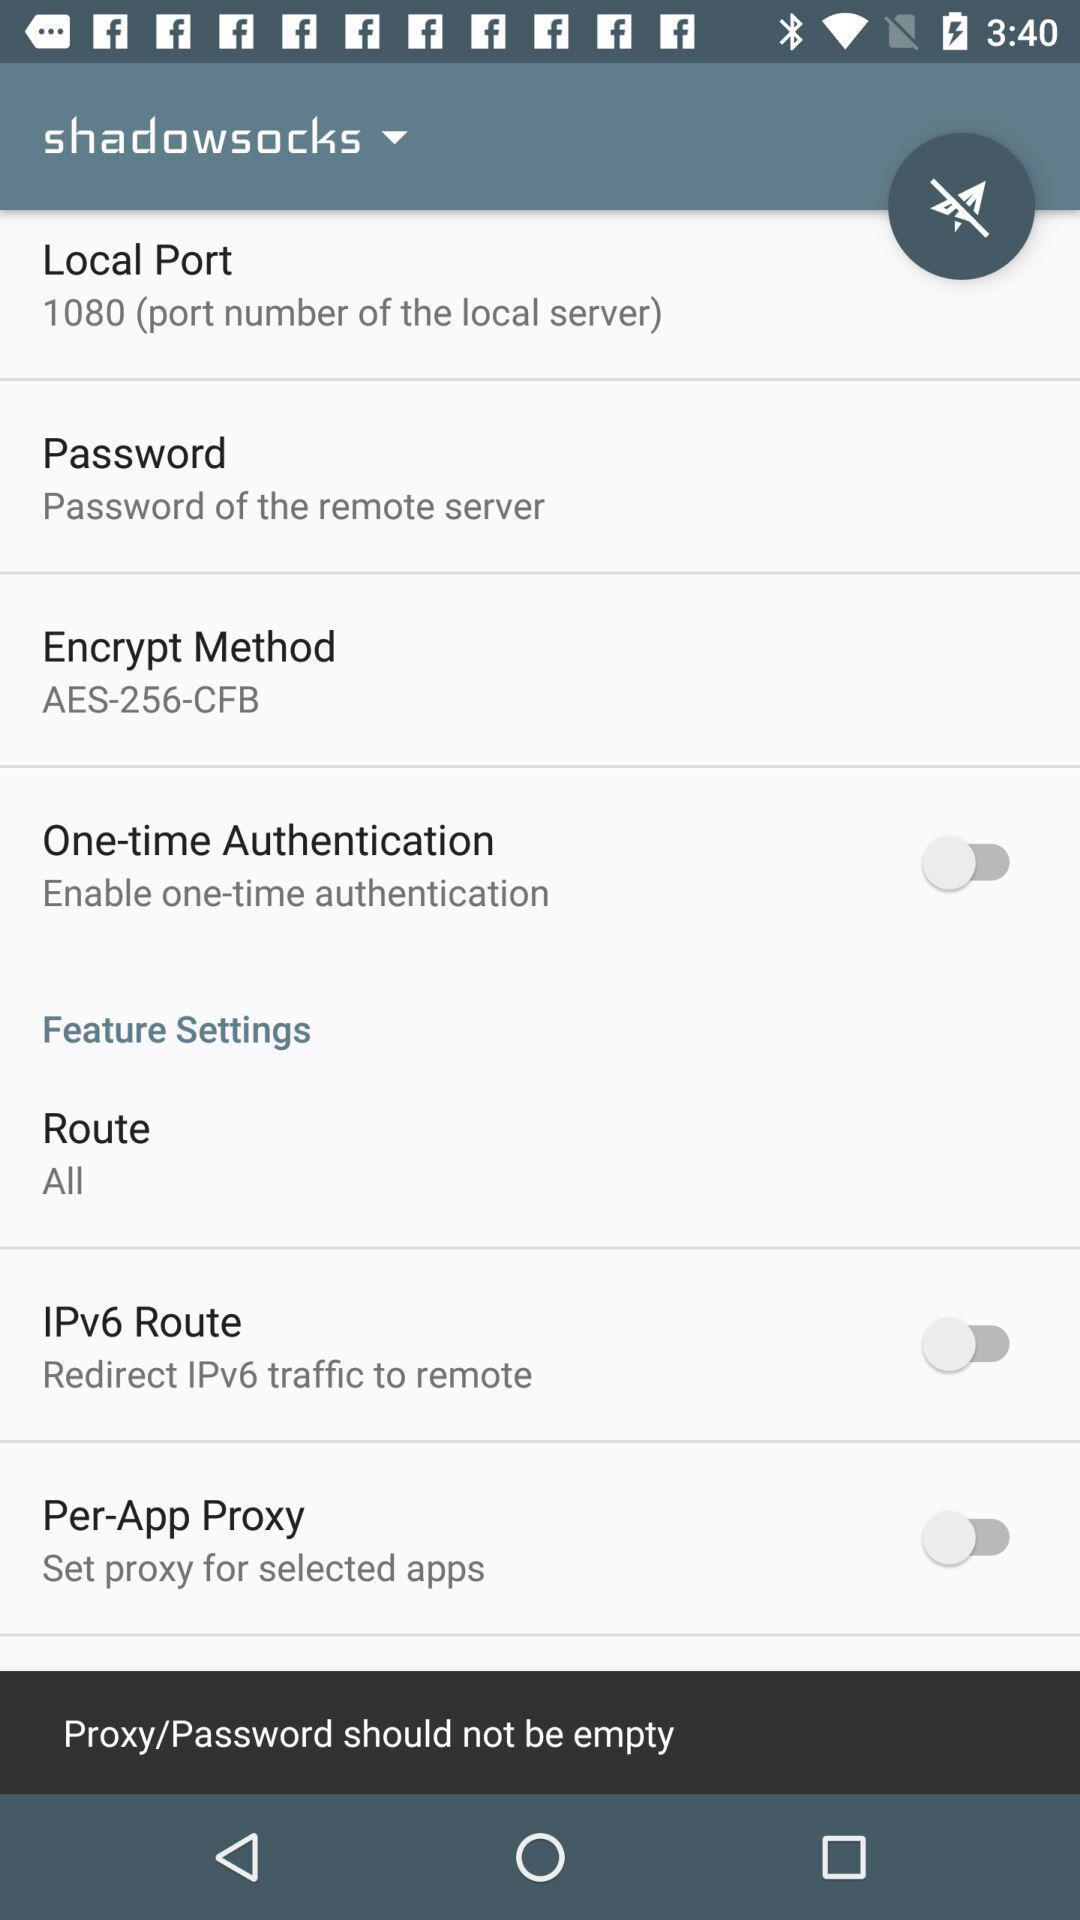 3:40
shadowsocks
Local Port
1080 (port number of the local server)
Password
Password of the remote server
Encrypt Method
AES-256-CFB
One-time Authentication
Enable one-time authentication
Feature Settings
Route
All
IPv6 Route
Redirect IPv6 traffic to remote
Per-App Proxy
Set proxy for selected apps
Proxy/Password should not be empty